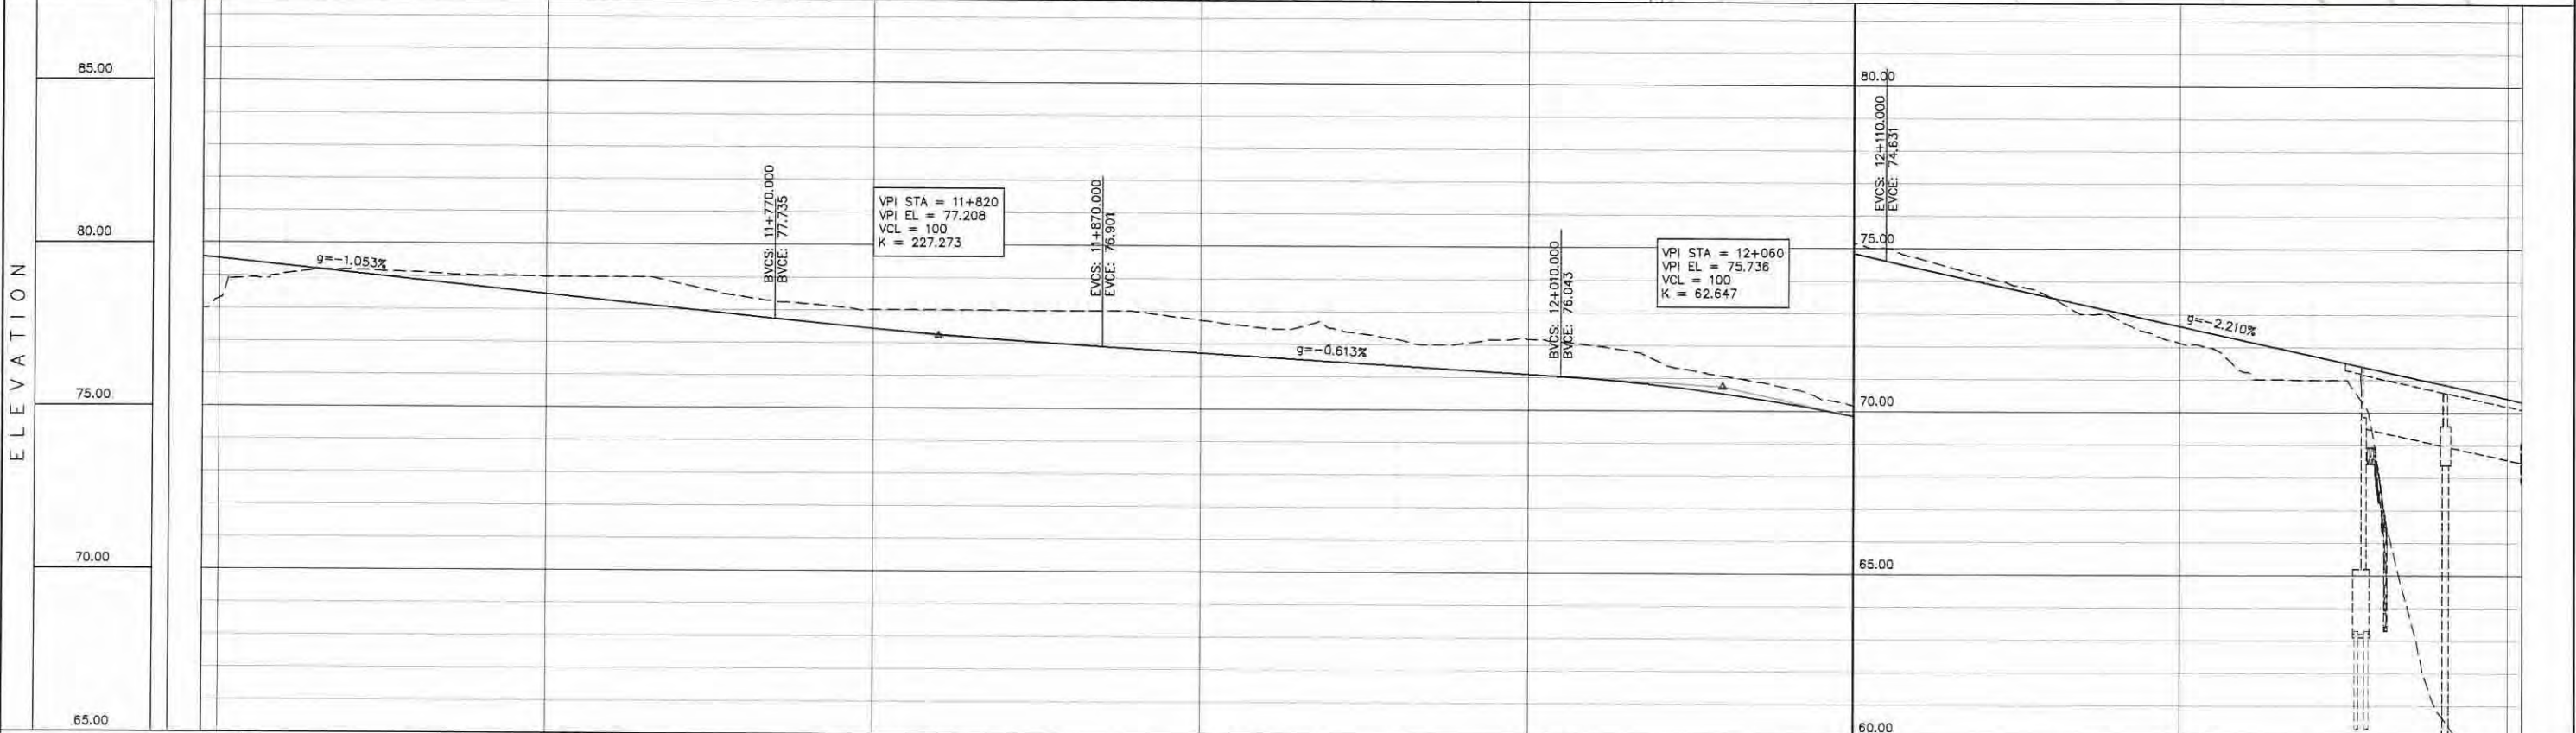 ELEVATION
85.00
80.00
75.00
70.00
65.00
g=-1.053%
BVCS: 11+770.000
BVCE: 77.735
VPI STA = 11+820
VPI EL = 77.208
VCL = 100
K = 227.273
EVCS: 11+870.000
EVCE: 76.901
g=-0.613%
BVCS: 12+010.000
BVCE: 76.043
VPI STA = 12+060
VPI EL = 75.736
VCL = 100
K = 62.647
80.00
75.00
70.00
65.00
60.00
EVCS: 12+110.000
EVCE: 74.631
g=-2.210%